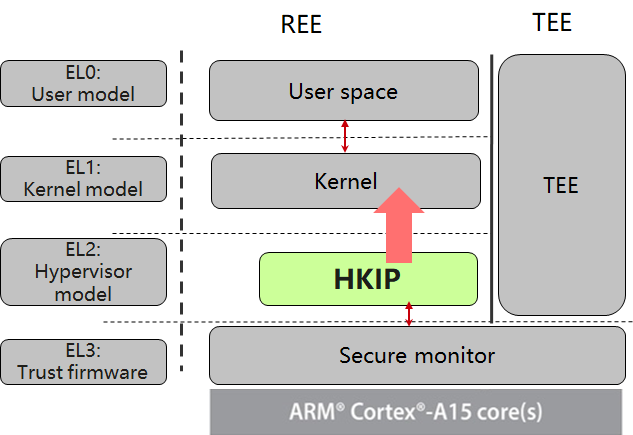 REE
TEE
EL0:
User model
User space
EL1:
Kernel model
Kernel
TEE
EL2:
Hypervisor
model
HKIP
EL3:
Trust firmware
Secure monitor
ARM® Cortex®-A15 core(s)